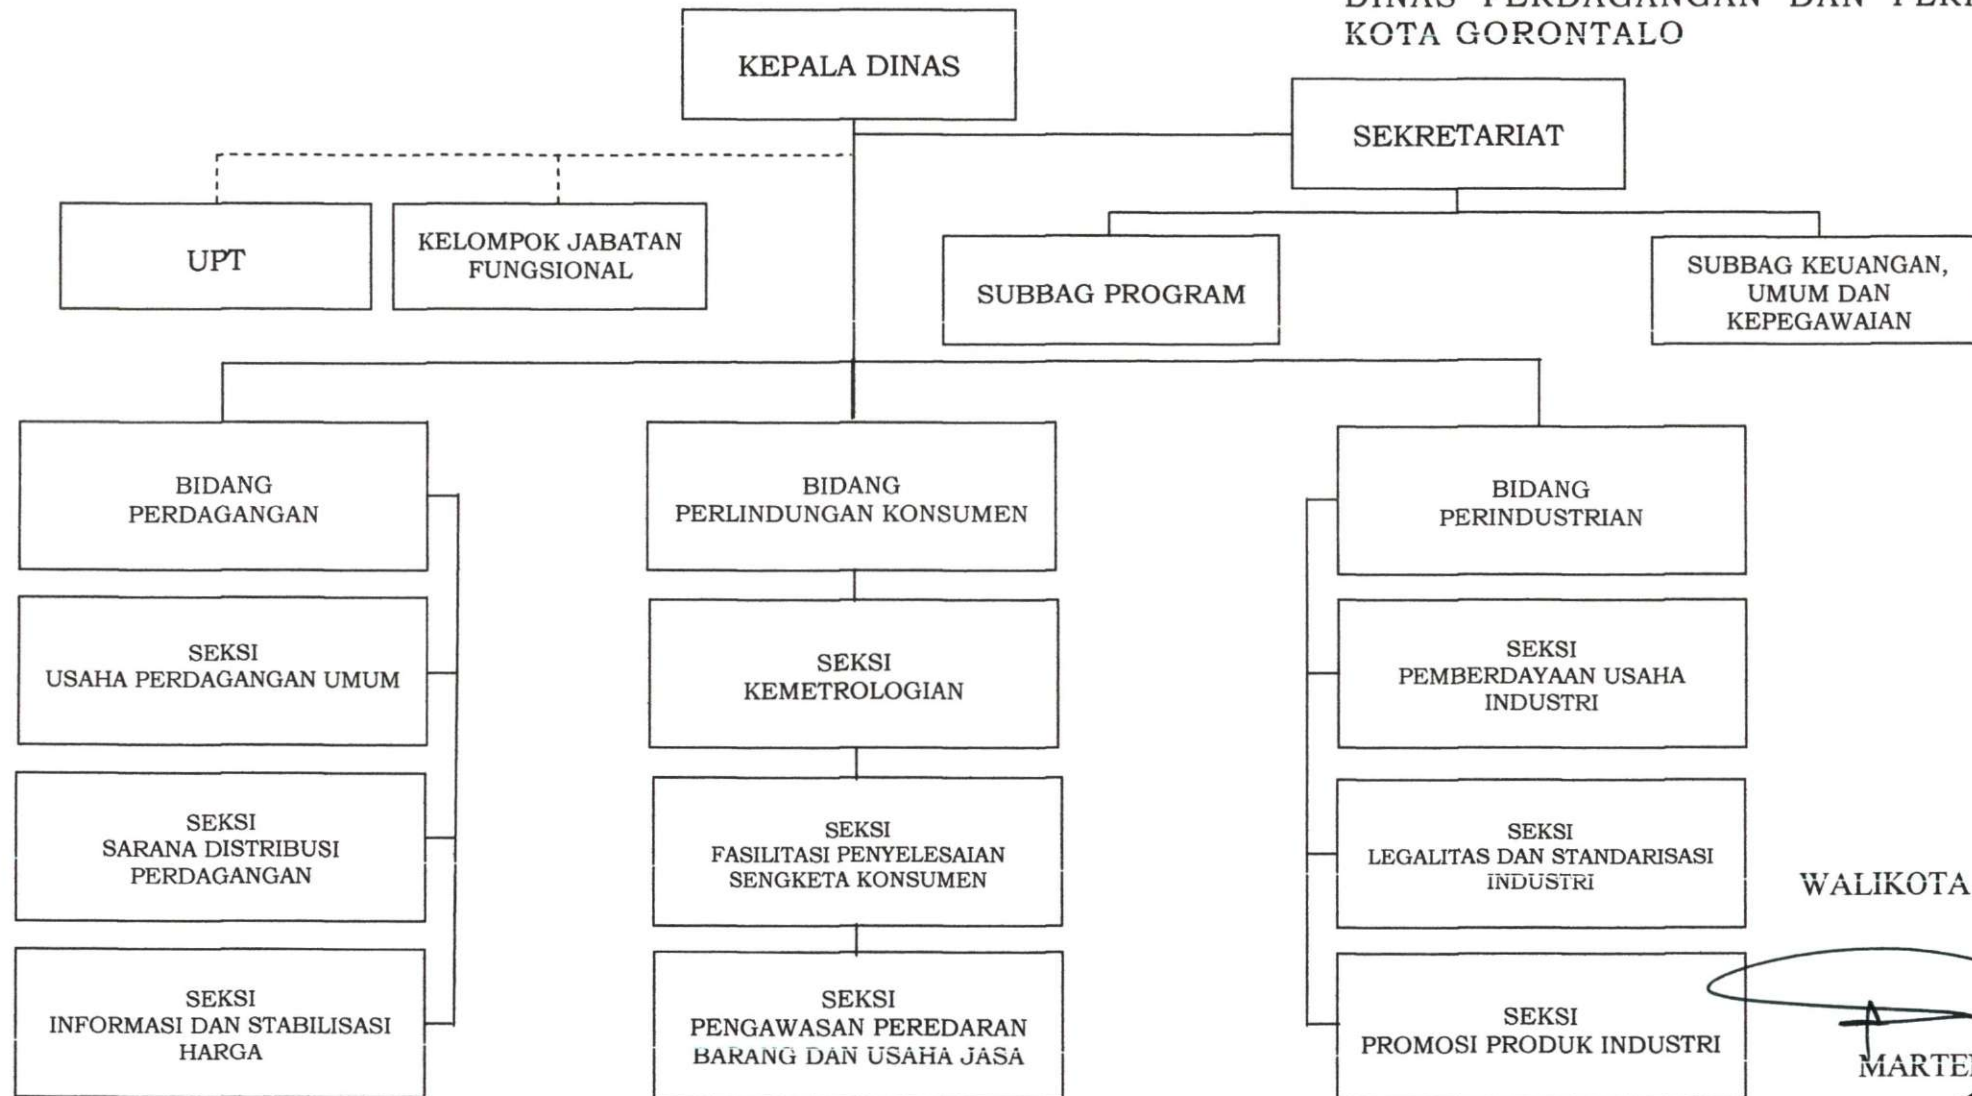 DINAS PERDAGANGAN DAN
KOTA GORONTALO
KEPALA DINAS
SEKRETARIAT
UPT
KELOMPOK JABATAN
FUNGSIONAL
SUBBAG PROGRAM
SUBBAG KEUANGAN,
UMUM DAN
KEPEGAWAIAN
BIDANG
PERDAGANGAN
SEKSI
USAHA PERDAGANGAN UMUM
SEKSI
SARANA DISTRIBUSI
PERDAGANGAN
SEKSI
INFORMASI DAN STABILISASI
HARGA
BIDANG
PERLINDUNGAN KONSUMEN
SEKSI
KEMETROLOGIAN
SEKSI
FASILITASI PENYELESAIAN
SENGKETA KONSUMEN
SEKSI
PENGAWASAN PEREDARAN
BARANG DAN USAHA JASA
BIDANG
PERINDUSTRIAN
SEKSI
PEMBERDAYAAN USAHA
INDUSTRI
SEKSI
LEGALITAS DAN STANDARISASI
INDUSTRI
SEKSI
PROMOSI PRODUK INDUSTRI
WALIKOTA